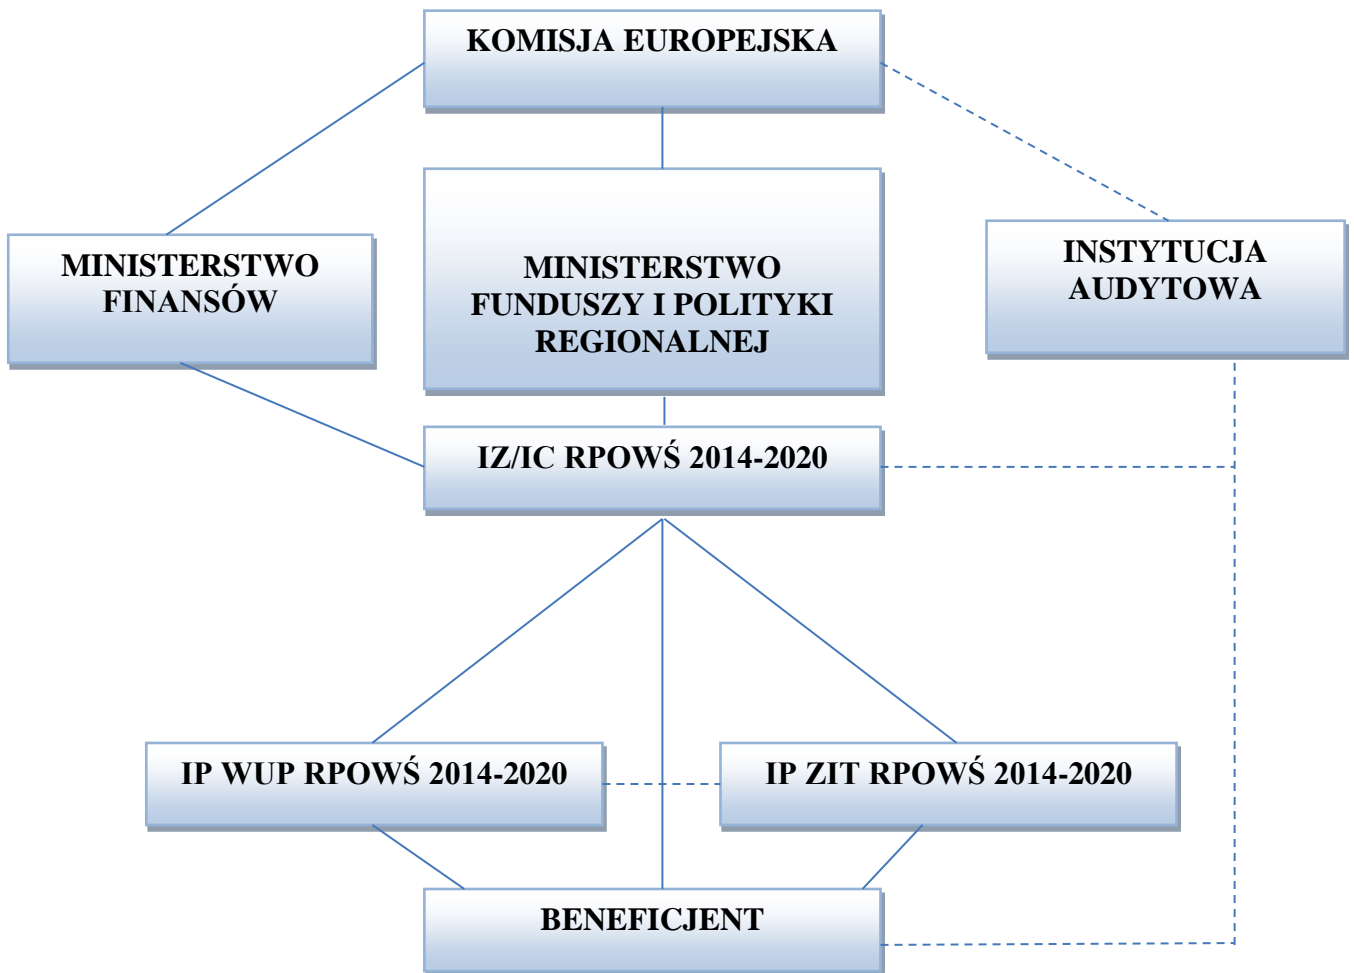 KOMISJA EUROPEJSKA
MINISTERSTWO
FINANSÓW
MINISTERSTWO
FUNDUSZY I POLITYKI
REGIONALNEJ
INSTYTUCJA
AUDYTOWA
IZ/IC RPOWŚ 2014-2020
IP WUP RPOWŚ 2014-2020
IP ZIT RPOWŚ 2014-2020
BENEFICJENT